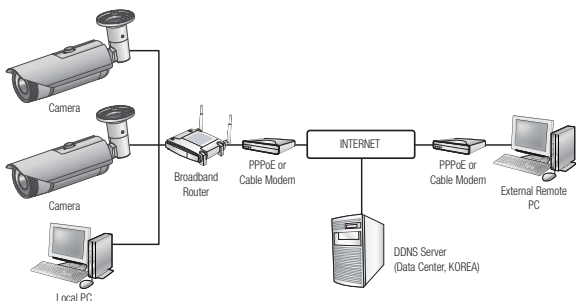 Camera
Camera
Local PC
Broadband
Router
PPPoE or
Cable Modem
INTERNET
PPPoE or
Cable Modem
External Remote
PC
DDNS Server
(Data Center, KOREA)